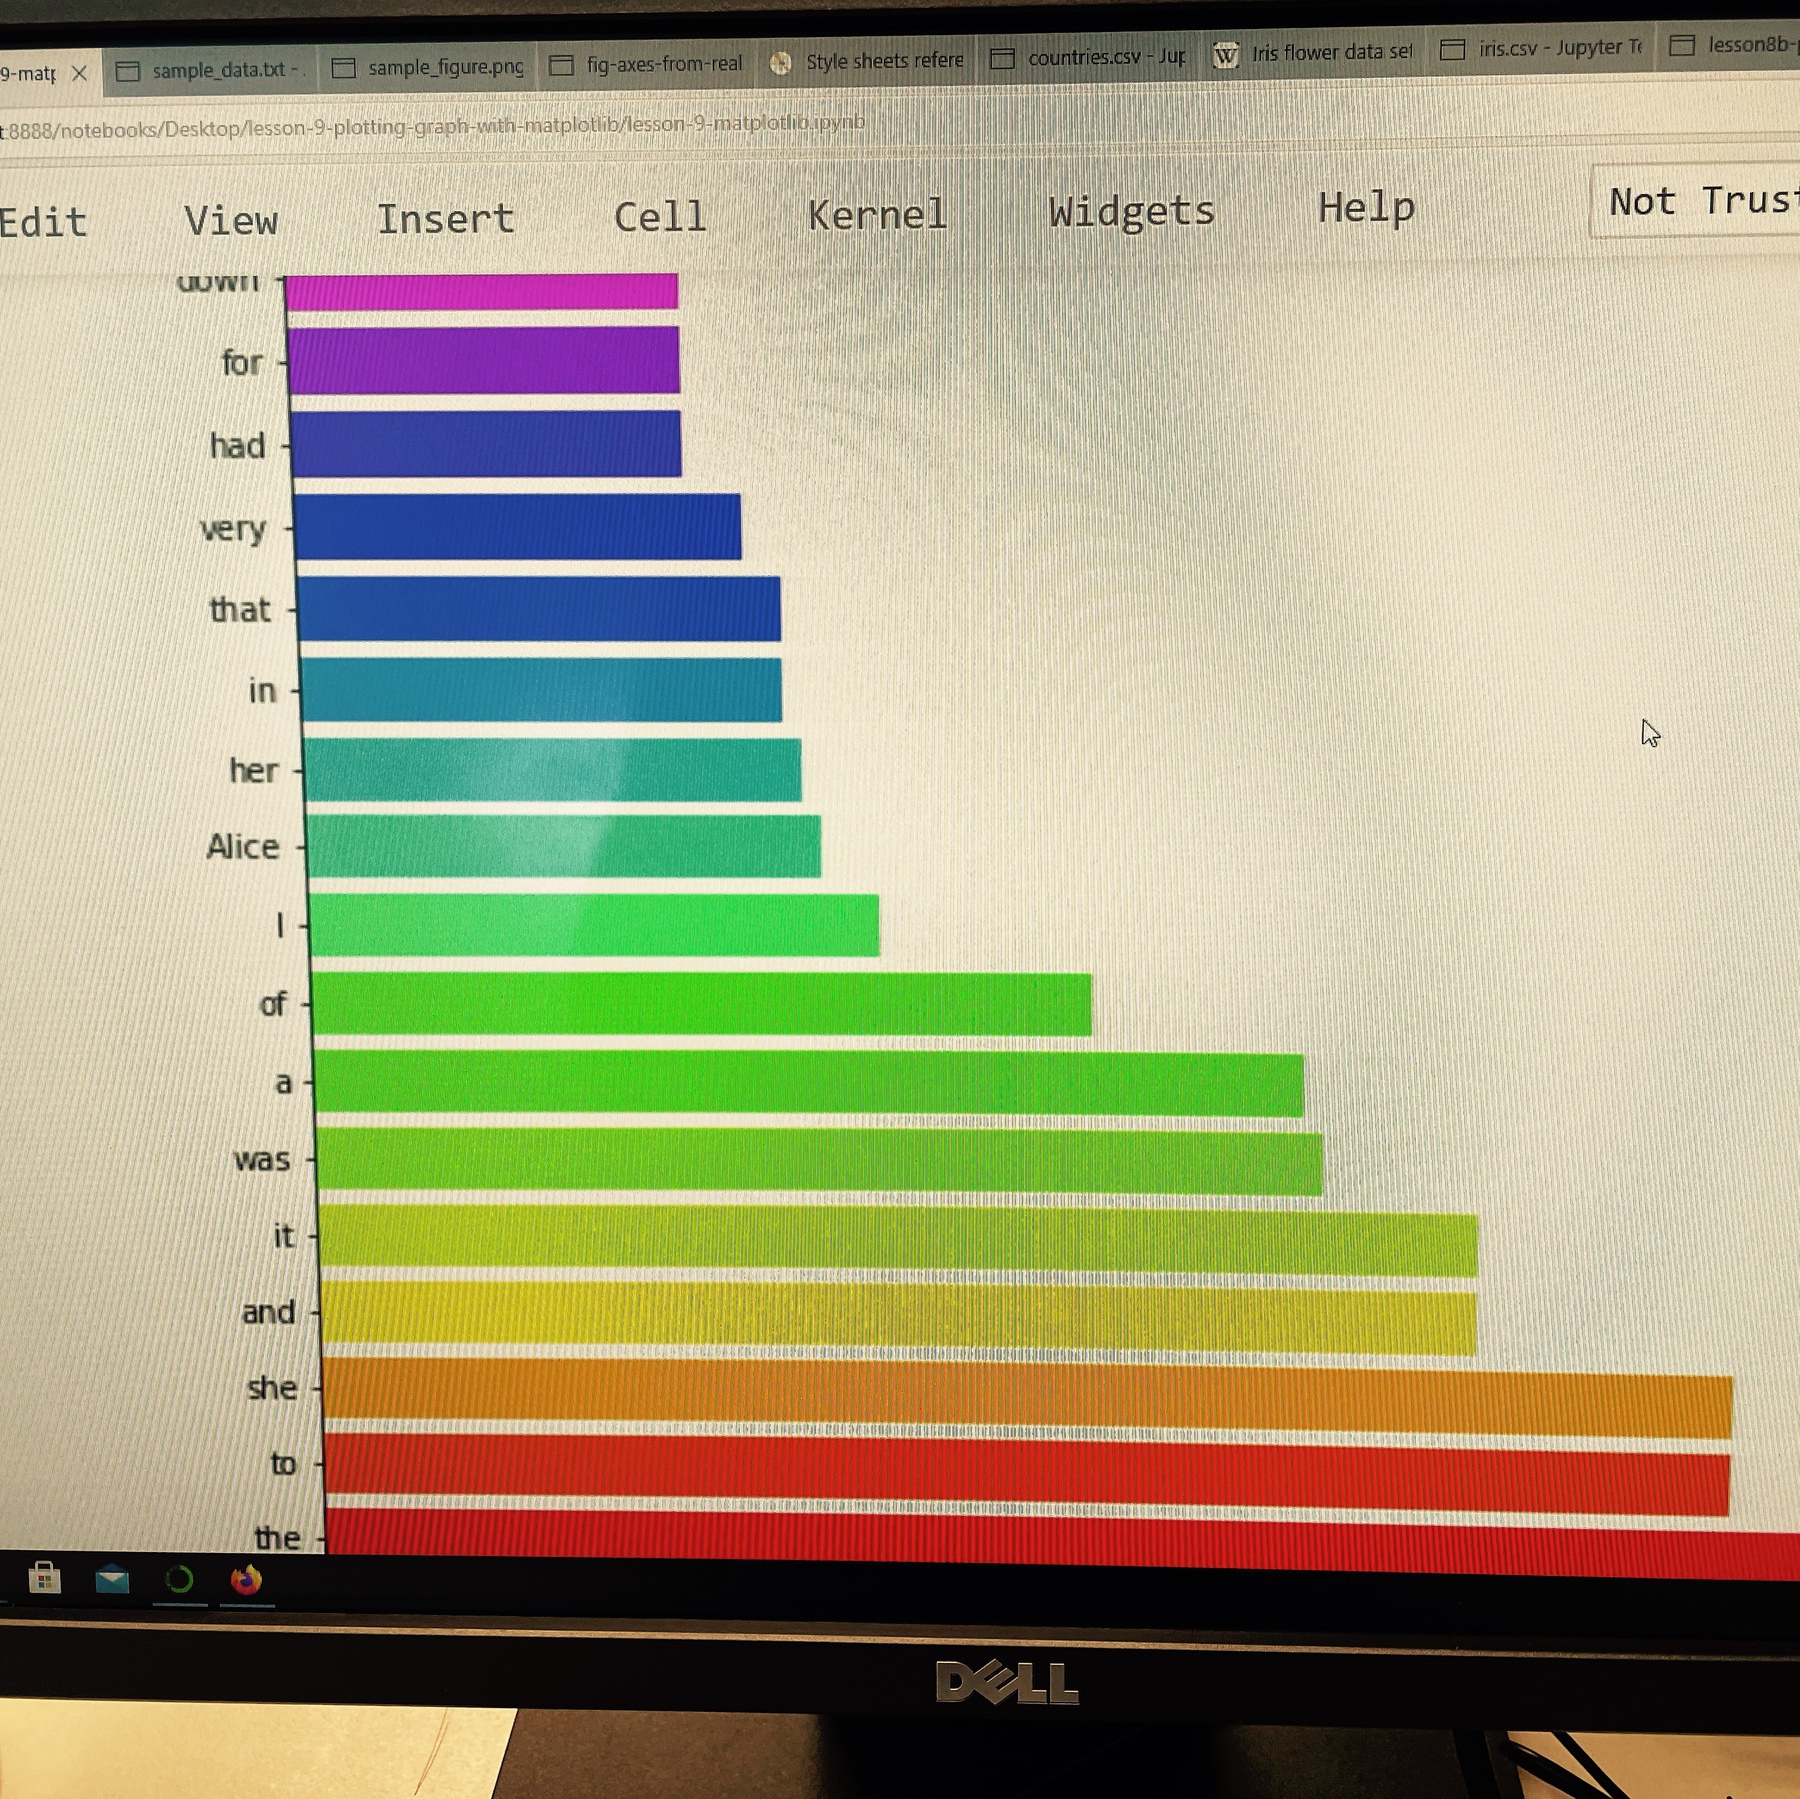 9-matp
sample_data.txt - .
sample_figure.png
fig-axes-from-real
Style sheets refere
countries.csv - Jup
W
Iris flower data set
iris.csv - Jupyter Te
lesson8b-p
t:8888/notebooks/Desktop/lesson-9-plotting-graph-with-matplotlib/lesson-9-matplotlib.ipynb
Edit View Insert Cell Kernel Widgets Help Not Trust
down
for
had
very
that
in
her
Alice
I
of
a
was
it
and
she
to
the
DELL